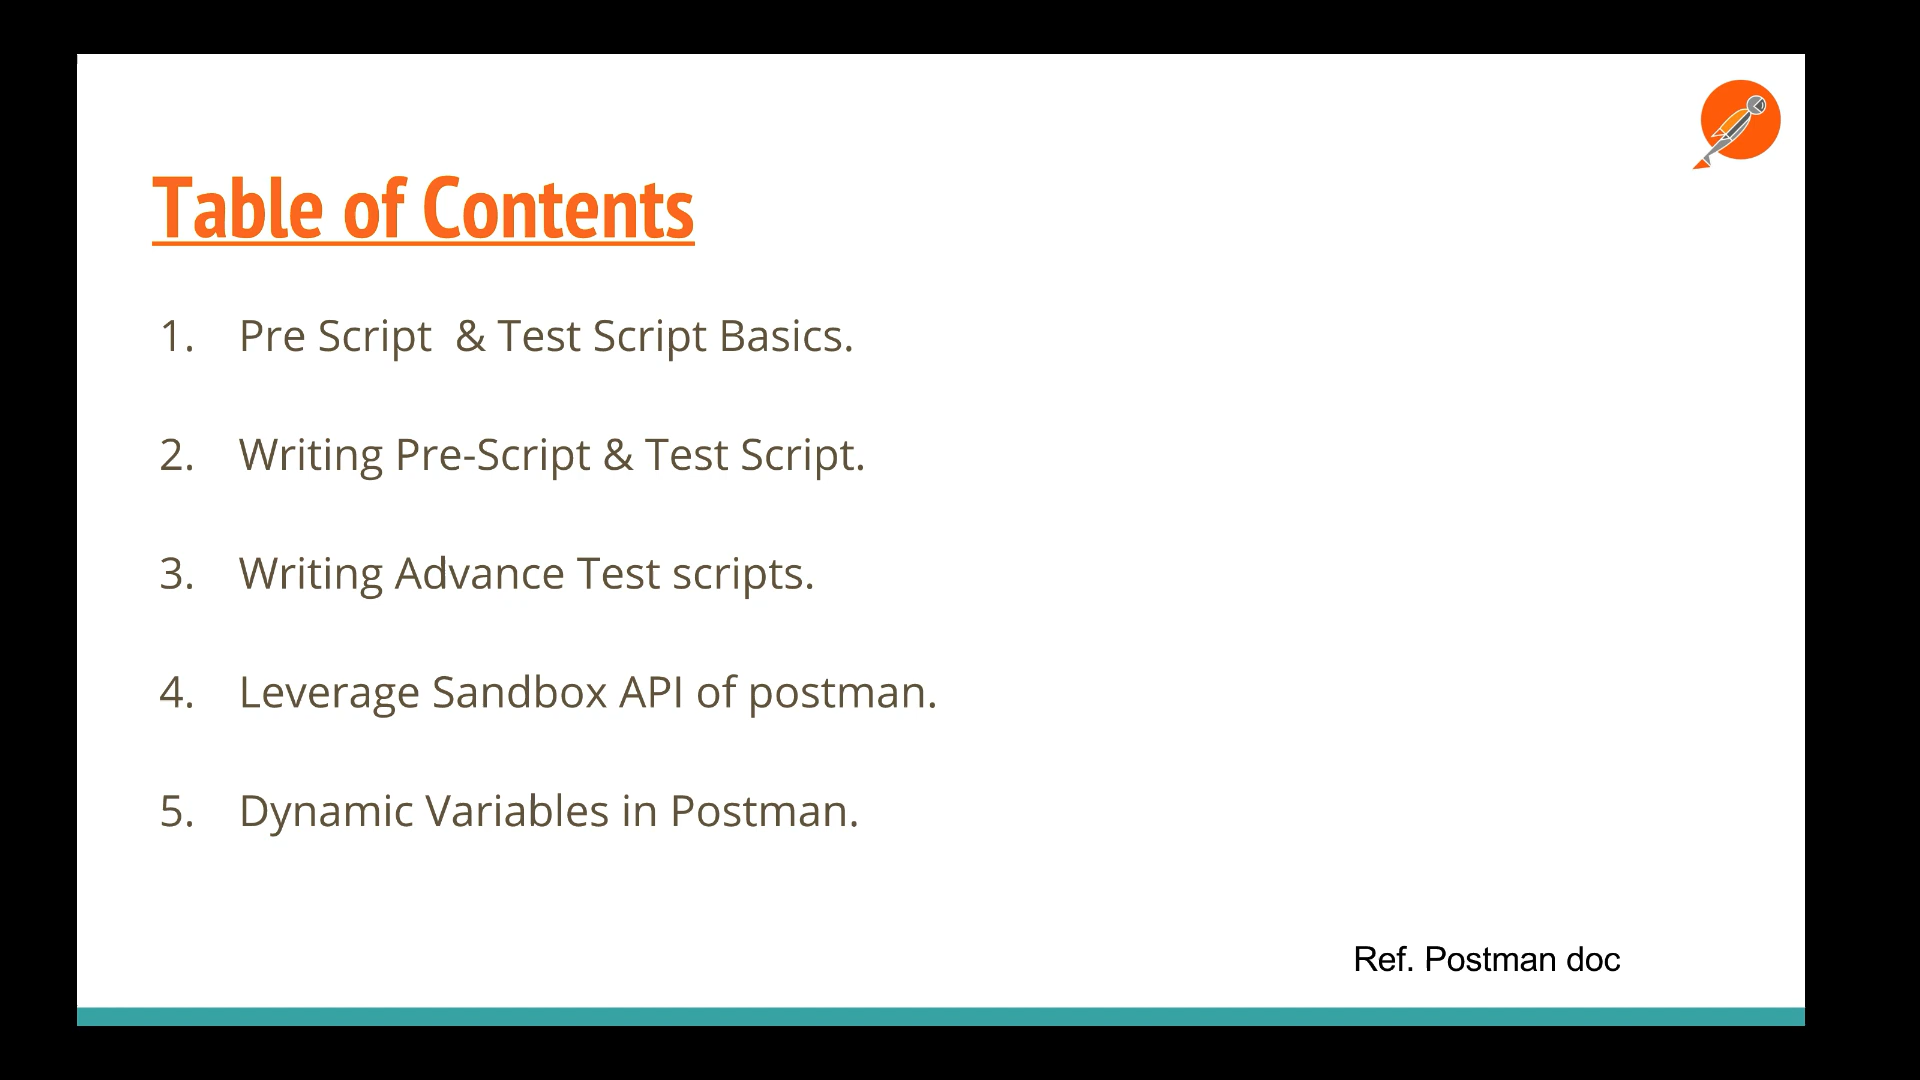 Table of Contents
1. Pre Script  & Test Script Basics.
2. Writing Pre-Script & Test Script.
3. Writing Advance Test scripts.
4. Leverage Sandbox API of postman.
5. Dynamic Variables in Postman.
Ref. Postman doc